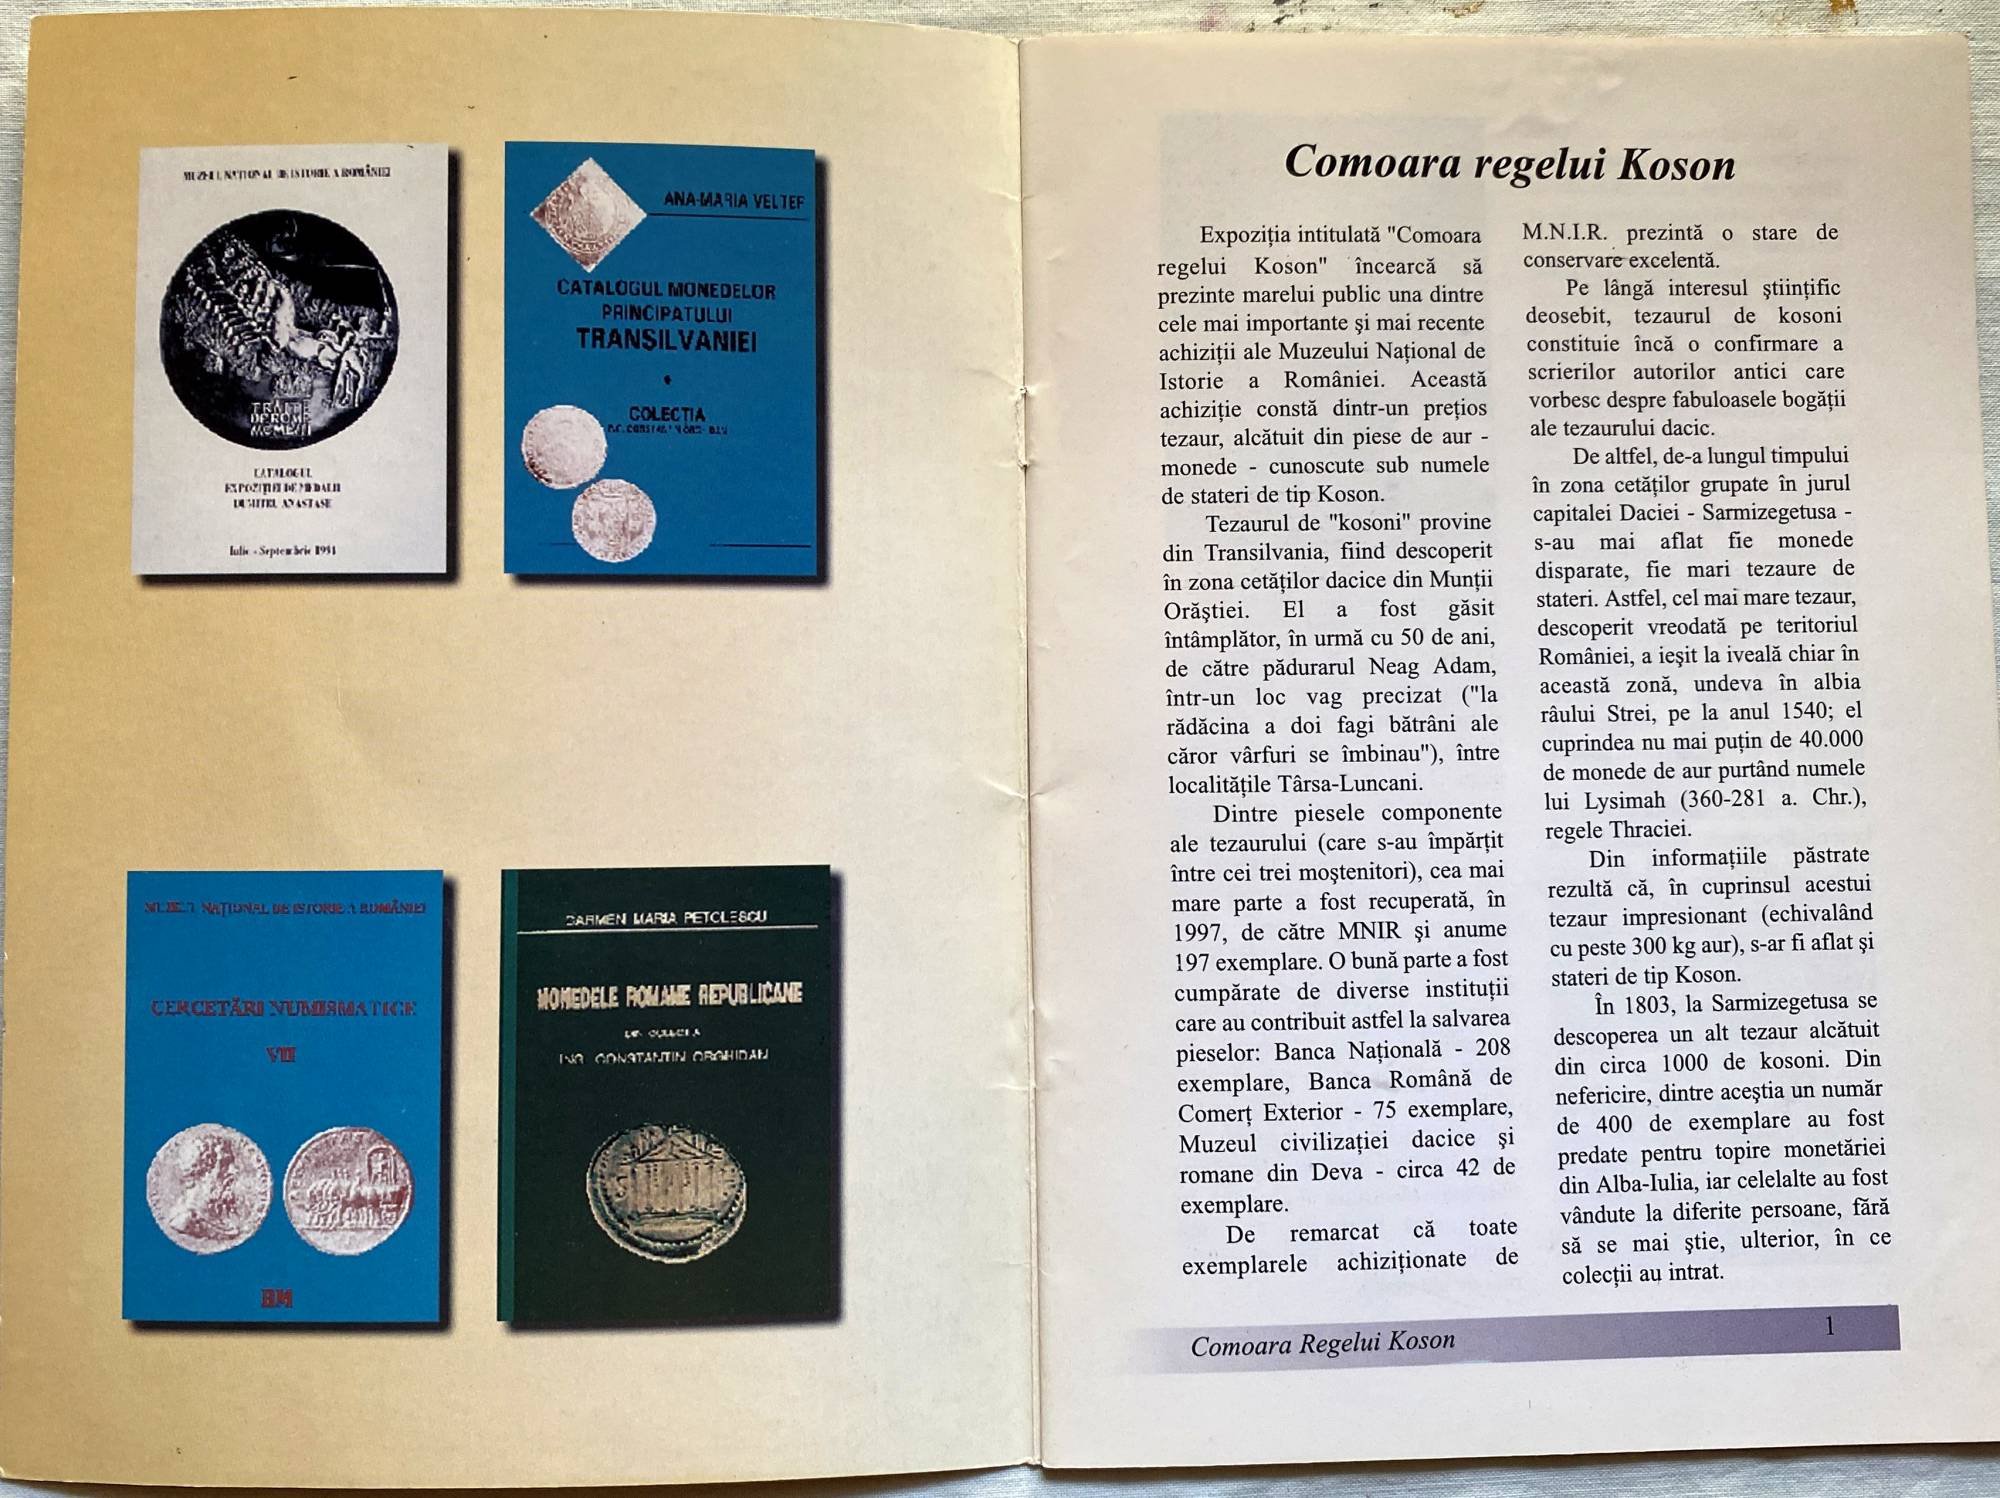 MUZEUL NAȚIONAL DE ISTORIE A ROMÂNIEI
CATALOGUL
EXPOZIȚIEI DE MEDALII
DUMITRU ANASTASE
Iulie - Septembrie
ANA-MARIA
CATALOGUL MONEDELOR
PRINCIPATULUI
TRANSILVANIEI
COLECTIA
MUZEUL NAȚIONAL DE ISTORIE A ROMÂNIEI
CERCETĂRI NUMISMATICE
VII
CARMEN MARIA PETOLESCU
MONEDELE ROMANE REPUBLICANE
ING. CONSTANTIN ORGHIDAN
Comoara regelui Koson
Expoziția intitulată "Comoara
regelui Koson" încearcă să
prezinte marelui public una dintre
cele mai importante și mai recente
achiziții ale Muzeului Național de
Istorie a României. Această
achiziție constă dintr-un prețios
tezaur, alcătuit din piese de aur -
monede - cunoscute sub numele
de stateri de tip Koson.
Tezaurul de "kosoni" provine
din Transilvania, fiind descoperit
în zona cetăților dacice din Munții
Orăștiei. El a fost găsit
întâmplător, în urmă cu 50 de ani,
de către pădurarul Neag Adam,
într-un loc vag precizat ("la
rădăcina a doi fagi bătrâni ale
căror vârfuri se îmbinau"), între
localitățile Târsa-Luncani.
Dintre piesele componente
ale tezaurului (care s-au împărțit
între cei trei moștenitori), cea mai
mare parte a fost recuperată, în
1997, de către MNIR și anume
197 exemplare. O bună parte a fost
cumpărate de diverse instituții
care au contribuit astfel la salvarea
pieselor: Banca Națională - 208
exemplare, Banca Română de
Comerț Exterior - 75 exemplare,
Muzeul civilizației dacice și
romane din Deva - circa 42 de
exemplare.
De remarcat că toate
exemplarele achiziționate de
M.N.I.R. prezintă o stare de
conservare excelentă.
Pe lângă interesul științific
deosebit, tezaurul de kosoni
constituie încă o confirmare a
scrierilor autorilor antici care
vorbesc despre fabuloasele bogății
ale tezaurului dacic.
De altfel, de-a lungul timpului
în zona cetăților grupate în jurul
capitalei Daciei - Sarmizegetusa -
s-au mai aflat fie monede
disparate, fie mari tezaure de
stateri. Astfel, cel mai mare tezaur,
descoperit vreodată pe teritoriul
României, a ieșit la iveală chiar în
această zonă, undeva în albia
râului Strei, pe la anul 1540; el
cuprindea nu mai puțin de 40.000
de monede de aur purtând numele
lui Lysimah (360-281 a. Chr.),
regele Thraciei.
Din informațiile păstrate
rezultă că, în cuprinsul acestui
tezaur impresionant (echivalând
cu peste 300 kg aur), s-ar fi aflat și
stateri de tip Koson.
În 1803, la Sarmizegetusa se
descoperea un alt tezaur alcătuit
din circa 1000 de kosoni. Din
nefericire, dintre aceștia un număr
de 400 de exemplare au fost
predate pentru topire monetăriei
din Alba-Iulia, iar celelalte au fost
vândute la diferite persoane, fără
să se mai știe, ulterior, în ce
colecții au intrat.
Comoara Regelui Koson
1